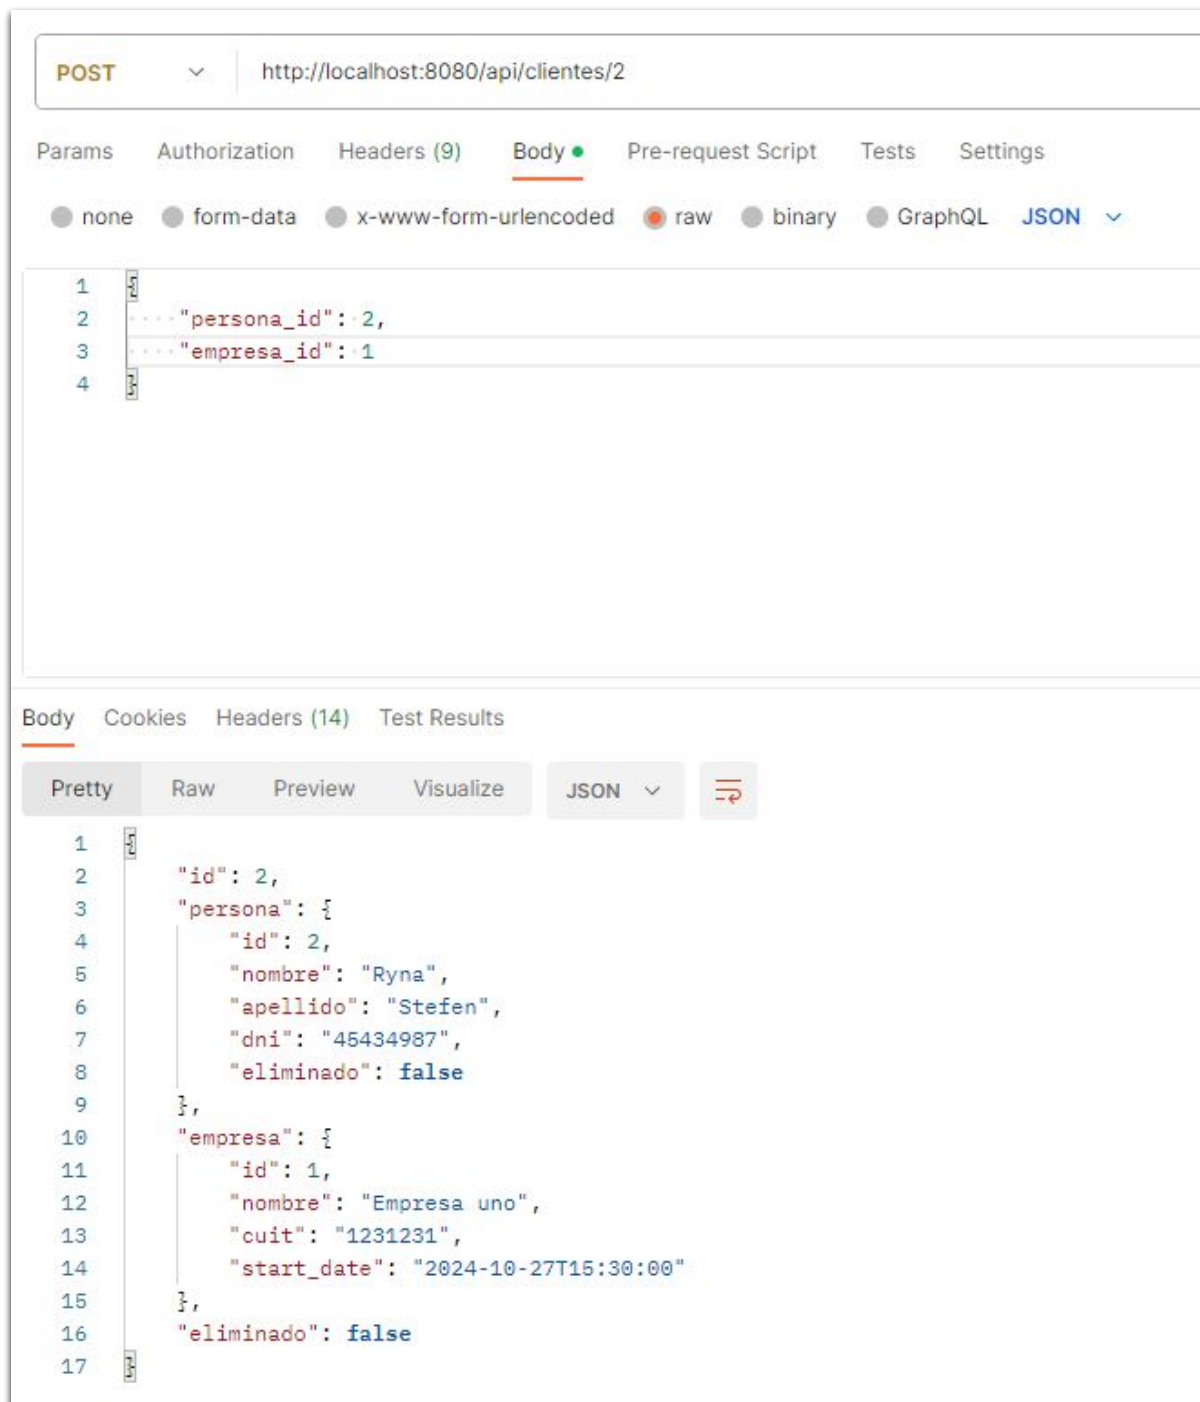 POST http://localhost:8080/api/clientes/2
Params Authorization Headers (9) Body Pre-request Script Tests Settings
none form-data x-www-form-urlencoded raw binary GraphQL JSON
1 {
2 "persona_id": 2,
3 "empresa_id": 1
4 }
Body Cookies Headers (14) Test Results
Pretty Raw Preview Visualize JSON
1 {
2 "id": 2,
3 "persona": {
4 "id": 2,
5 "nombre": "Ryna",
6 "apellido": "Stefen",
7 "dni": "45434987",
8 "eliminado": false
9 },
10 "empresa": {
11 "id": 1,
12 "nombre": "Empresa uno",
13 "cuit": "1231231",
14 "start_date": "2024-10-27T15:30:00"
15 },
16 "eliminado": false
17 }